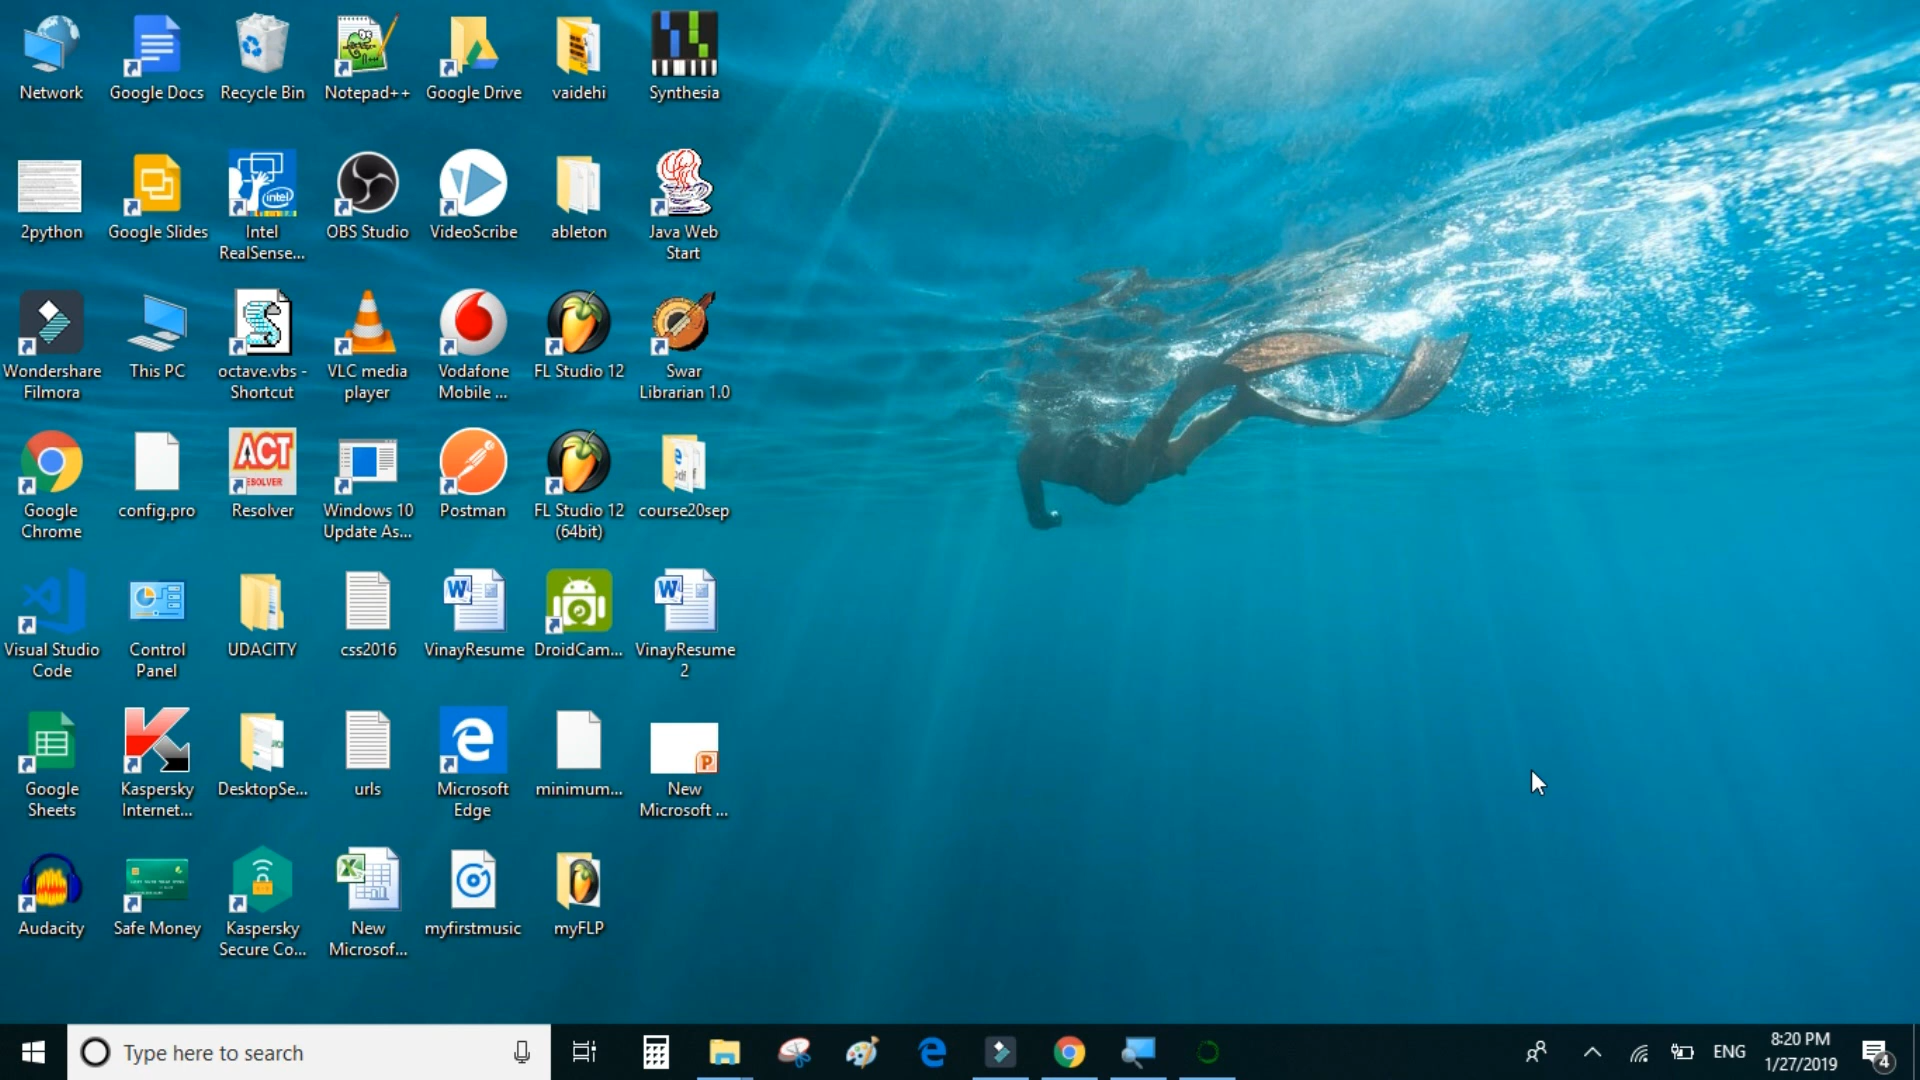 Network
Google Docs
Recycle Bin
Notepad++
Google Drive
vaidehi
Synthesia
2python
Google Slides
Intel
RealSense...
OBS Studio
VideoScribe
ableton
Java Web
Start
Wondershare
Filmora
This PC
octave.vbs -
Shortcut
VLC media
player
Vodafone
Mobile ...
FL Studio 12
Swar
Librarian 1.0
Google
Chrome
config.pro
ACT
Resolver
Windows 10
Update As...
Postman
FL Studio 12
(64bit)
course20sep
Visual Studio
Code
Control
Panel
UDACITY
css2016
VinayResume
DroidCam...
VinayResume
2
Google
Sheets
Kaspersky
Internet...
DesktopSe...
urls
Microsoft
Edge
minimum...
New
Microsoft ...
Audacity
Safe Money
Kaspersky
Secure Co...
New
Microsof...
myfirstmusic
myFLP
Type here to search
ENG
8:20 PM
1/27/2019
4